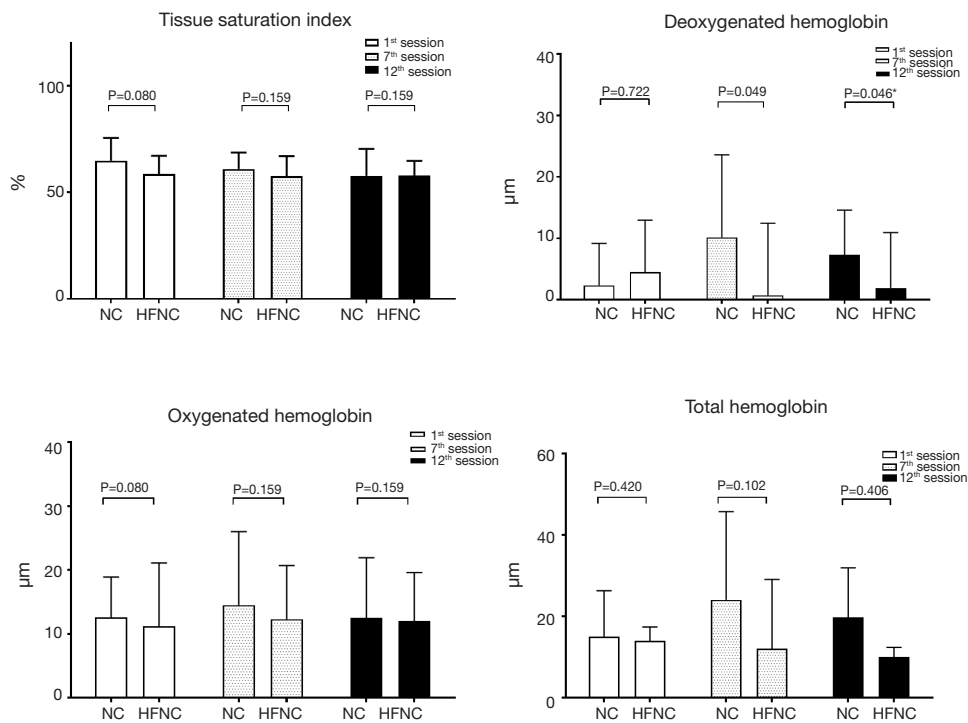 Tissue saturation index
1st session
7th session
12th session
P=0.080
P=0.159
P=0.159
100
50
0
%
NC HFNC
NC HFNC
NC HFNC
Deoxygenated hemoglobin
1st session
7th session
12th session
P=0.722
P=0.049
P=0.046*
40
30
20
10
0
µm
NC HFNC
NC HFNC
NC HFNC
Oxygenated hemoglobin
1st session
7th session
12th session
P=0.080
P=0.159
P=0.159
40
30
20
10
0
µm
NC HFNC
NC HFNC
NC HFNC
Total hemoglobin
1st session
7th session
12th session
P=0.420
P=0.102
P=0.406
60
40
20
0
µm
NC HFNC
NC HFNC
NC HFNC